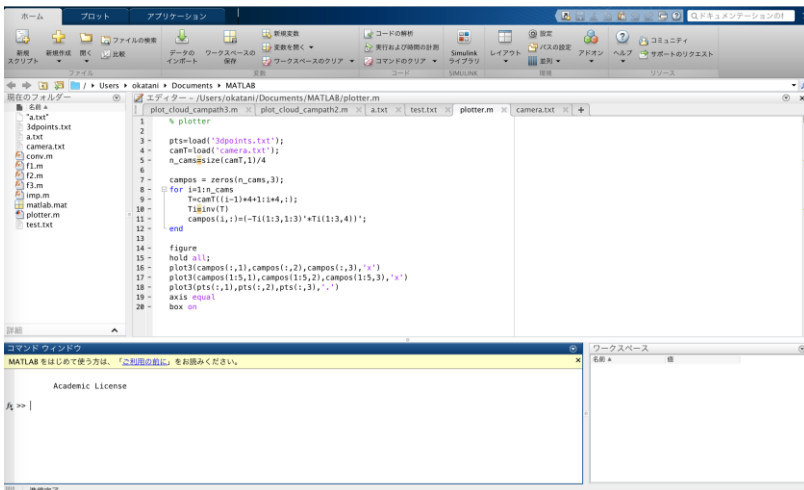 ホーム プロット アプリケーション ドキュメンテーションの
新規 スクリプト
新規作成
開く
ファイルの検索
比較
データの インポート
ワークスペースの 保存
新規変数
変数を開く
ワークスペースのクリア
コードの解析
実行および時間の計測
コマンドのクリア
Simulink ライブラリ
レイアウト
設定
パスの設定
並列
アドオン
ヘルプ
コミュニティ
サポートのリクエスト
ファイル 変数 コード SIMULINK 環境 リソース
/ ▸ Users ▸ okatani ▸ Documents ▸ MATLAB
現在のフォルダー
名前
"a.txt"
3dpoints.txt
a.txt
camera.txt
conv.m
f1.m
f2.m
f3.m
imp.m
matlab.mat
plotter.m
test.txt
詳細
エディター - /Users/okatani/Documents/MATLAB/plotter.m
plot_cloud_campath3.m × plot_cloud_campath2.m × a.txt × test.txt × plotter.m × camera.txt × +
1 % plotter
2
3 - pts=load('3dpoints.txt');
4 - camT=load('camera.txt');
5 - n_cams=size(camT,1)/4
6
7 - campos = zeros(n_cams,3);
8 - for i=1:n_cams
9 - T=camT((i-1)*4+1:i*4,:);
10 - Ti=inv(T)
11 - campos(i,:)=(-Ti(1:3,1:3)'*Ti(1:3,4))';
12 - end
13
14 - figure
15 - hold all;
16 - plot3(campos(:,1),campos(:,2),campos(:,3),'x')
17 - plot3(campos(1:5,1),campos(1:5,2),campos(1:5,3),'x')
18 - plot3(pts(:,1),pts(:,2),pts(:,3),'.')
19 - axis equal
20 - box on
コマンド ウィンドウ
MATLAB をはじめて使う方は、「ご利用の前に」をお読みください。
Academic License
fx >>
ワークスペース
名前 値